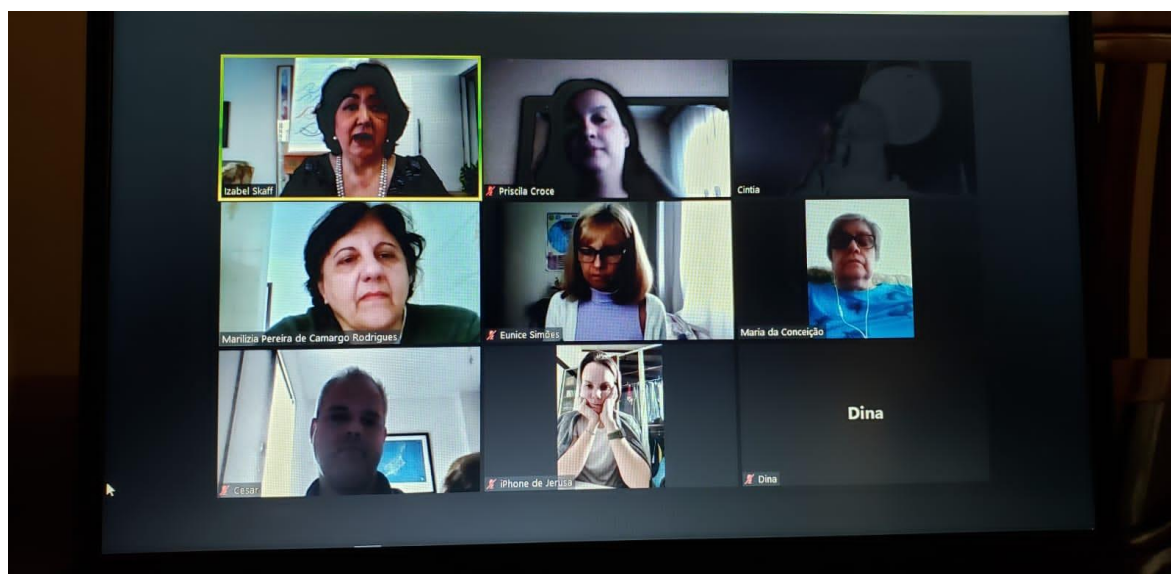 Izabel Skaff
Priscila Croce
Cintia
Marilizia Pereira de Camargo Rodrigues
Eunice Simões
Maria da Conceição
Cesar
iPhone de Jerusa
Dina
Dina